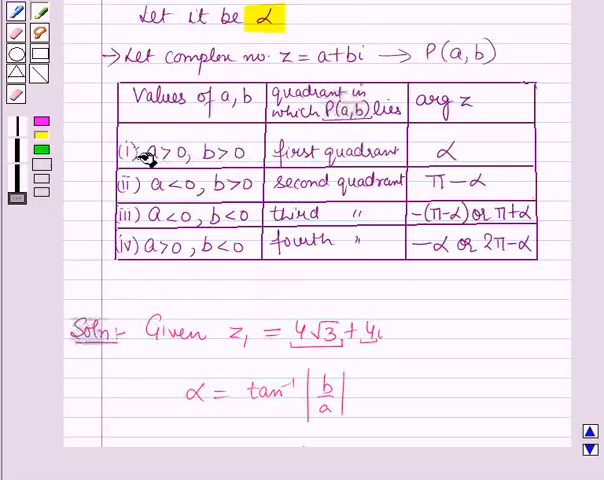 Let it be α
→ Let complex no. z = a+bi → P(a, b)
Values of a, b | quadrant in which P(a,b) lies | arg z
(i) a>0, b>0 | first quadrant | α
(ii) a<0, b>0 | second quadrant | π-α
iii) a<0, b<0 | third " | -(π-α) or π+α
iv) a>0, b<0 | fourth " | -α or 2π-α
Soln:- Given z₁ = 4√3 + 4i
α = tan⁻¹ |b/a|